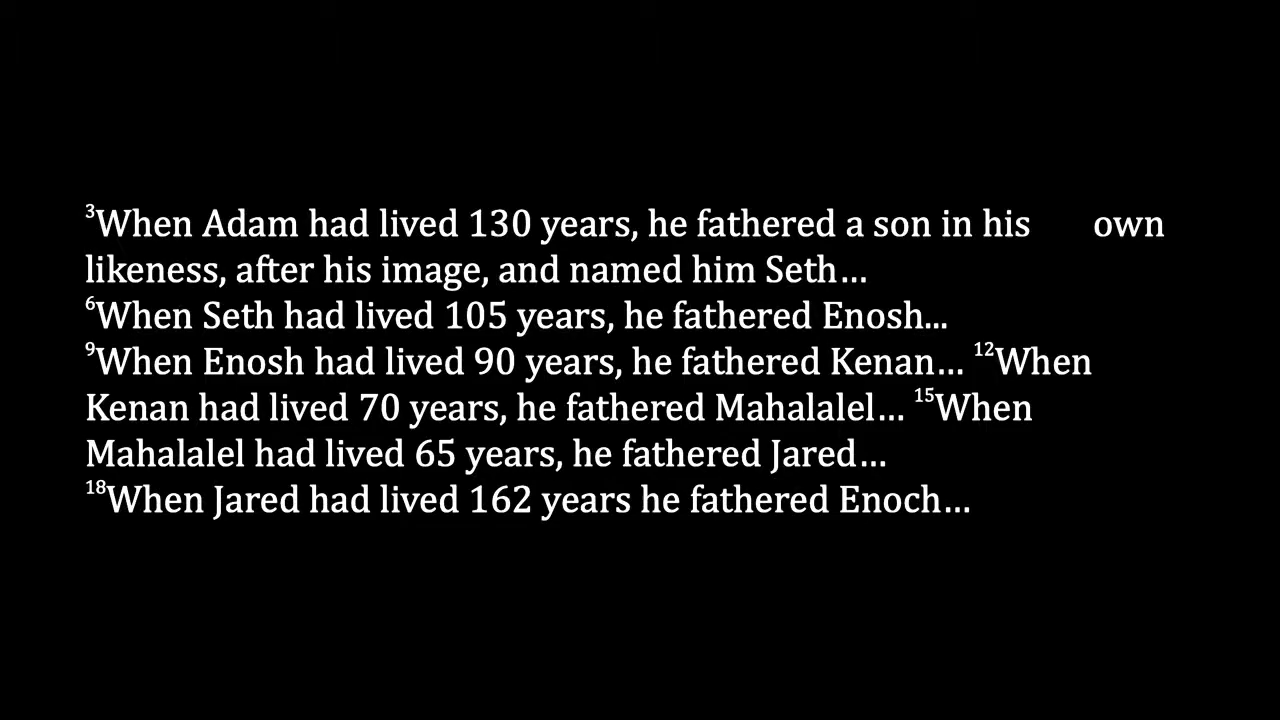 ³When Adam had lived 130 years, he fathered a son in his own
likeness, after his image, and named him Seth…
⁶When Seth had lived 105 years, he fathered Enosh...
⁹When Enosh had lived 90 years, he fathered Kenan… ¹²When
Kenan had lived 70 years, he fathered Mahalalel… ¹⁵When
Mahalalel had lived 65 years, he fathered Jared…
¹⁸When Jared had lived 162 years he fathered Enoch…